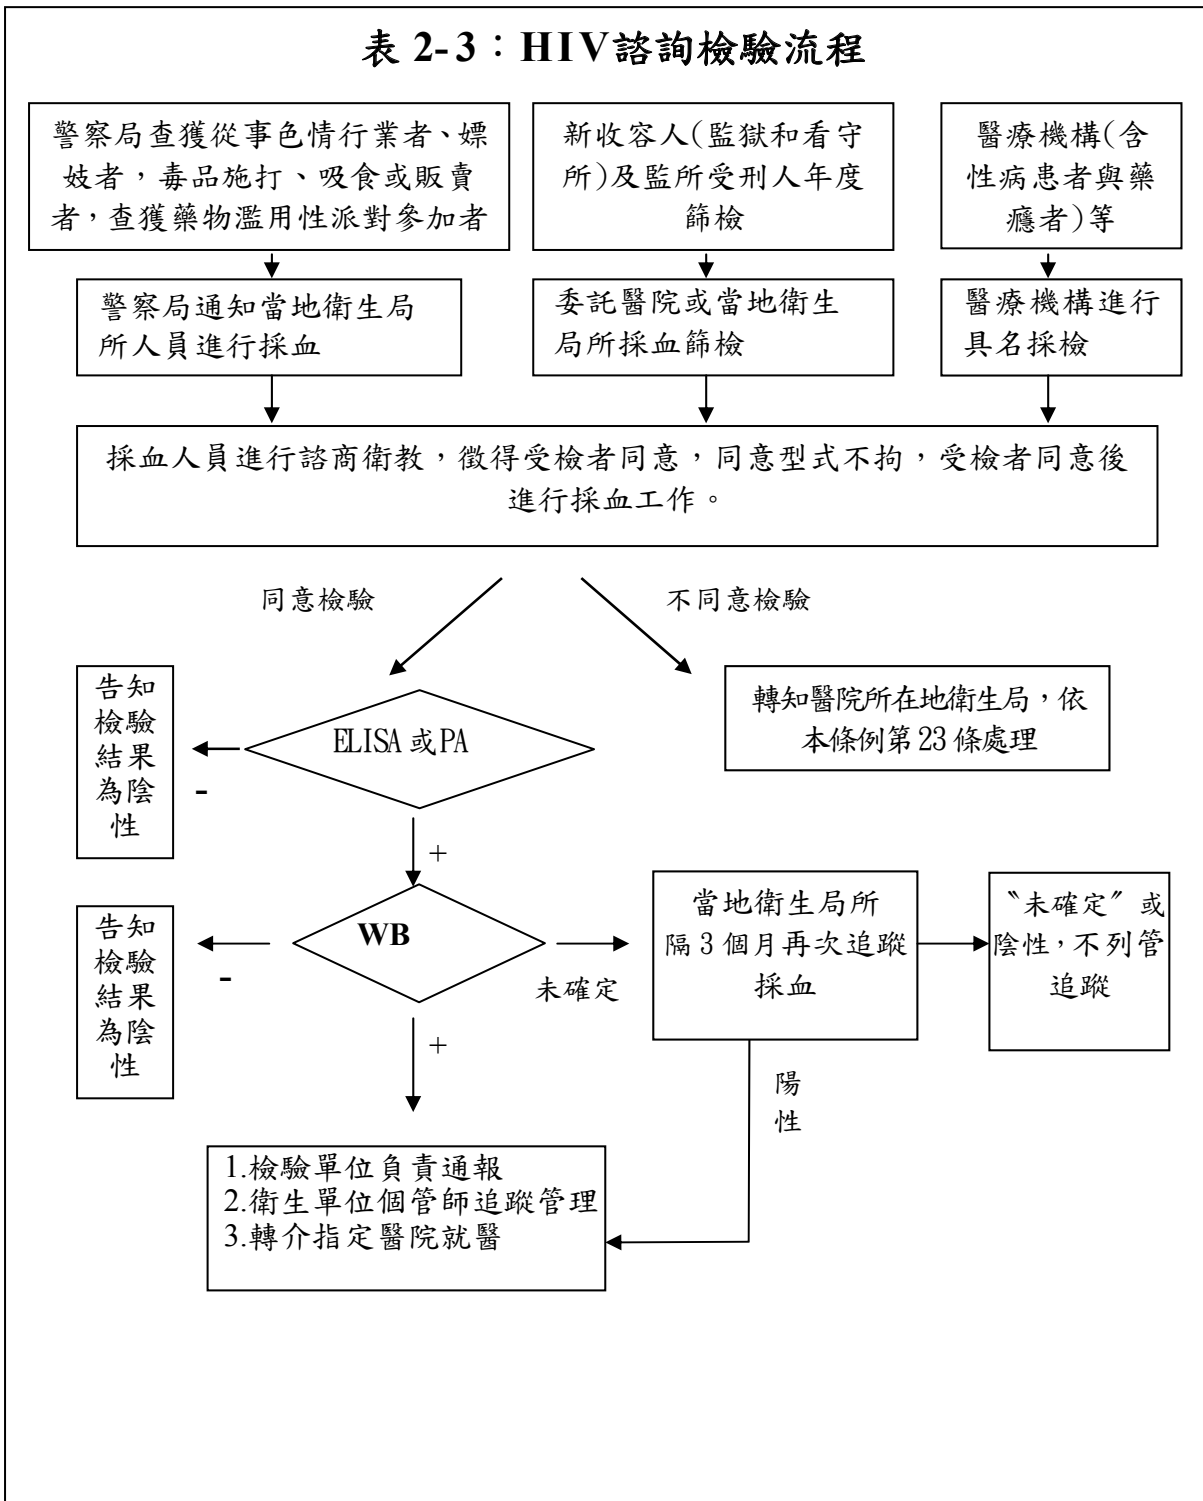 表 2-3：HIV諮詢檢驗流程
警察局查獲從事色情行業者、嫖
妓者，毒品施打、吸食或販賣
者，查獲藥物濫用性派對參加者
新收容人(監獄和看守
所)及監所受刑人年度
篩檢
醫療機構(含
性病患者與藥
癮者)等
警察局通知當地衛生局
所人員進行採血
委託醫院或當地衛生
局所採血篩檢
醫療機構進行
具名採檢
採血人員進行諮商衛教，徵得受檢者同意，同意型式不拘，受檢者同意後
進行採血工作。
同意檢驗
不同意檢驗
告知
檢驗
結果
為陰
性
-
ELISA 或PA
轉知醫院所在地衛生局，依
本條例第23條處理
+
告知
檢驗
結果
為陰
性
-
WB
未確定
當地衛生局所
隔3個月再次追蹤
採血
〝未確定〞或
陰性，不列管
追蹤
+
陽
性
1.檢驗單位負責通報
2.衛生單位個管師追蹤管理
3.轉介指定醫院就醫